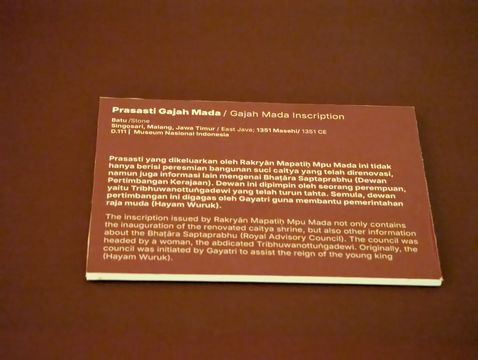 Prasasti Gajah Mada / Gajah Mada Inscription
Batu /Stone
Singosari, Malang, Jawa Timur / East Java; 1351 Masehi/ 1351 CE
D.111 | Museum Nasional Indonesia
Prasasti yang dikeluarkan oleh Rakryān Mapatiḥ Mpu Mada ini tidak
hanya berisi peresmian bangunan suci caitya yang telah direnovasi,
namun juga informasi lain mengenai Bhaṭāra Saptaprabhu (Dewan
Pertimbangan Kerajaan). Dewan ini dipimpin oleh seorang perempuan,
yaitu Tribhuwanottuṅgadewi yang telah turun tahta. Semula, dewan
pertimbangan ini digagas oleh Gayatri guna membantu pemerintahan
raja muda (Hayam Wuruk).
The inscription issued by Rakryān Mapatih Mpu Mada not only contains
the inauguration of the renovated caitya shrine, but also other information
about the Bhaṭāra Saptaprabhu (Royal Advisory Council). The council was
headed by a woman, the abdicated Tribhuwanottuṅgadewi. Originally, the
council was initiated by Gayatri to assist the reign of the young king
(Hayam Wuruk).